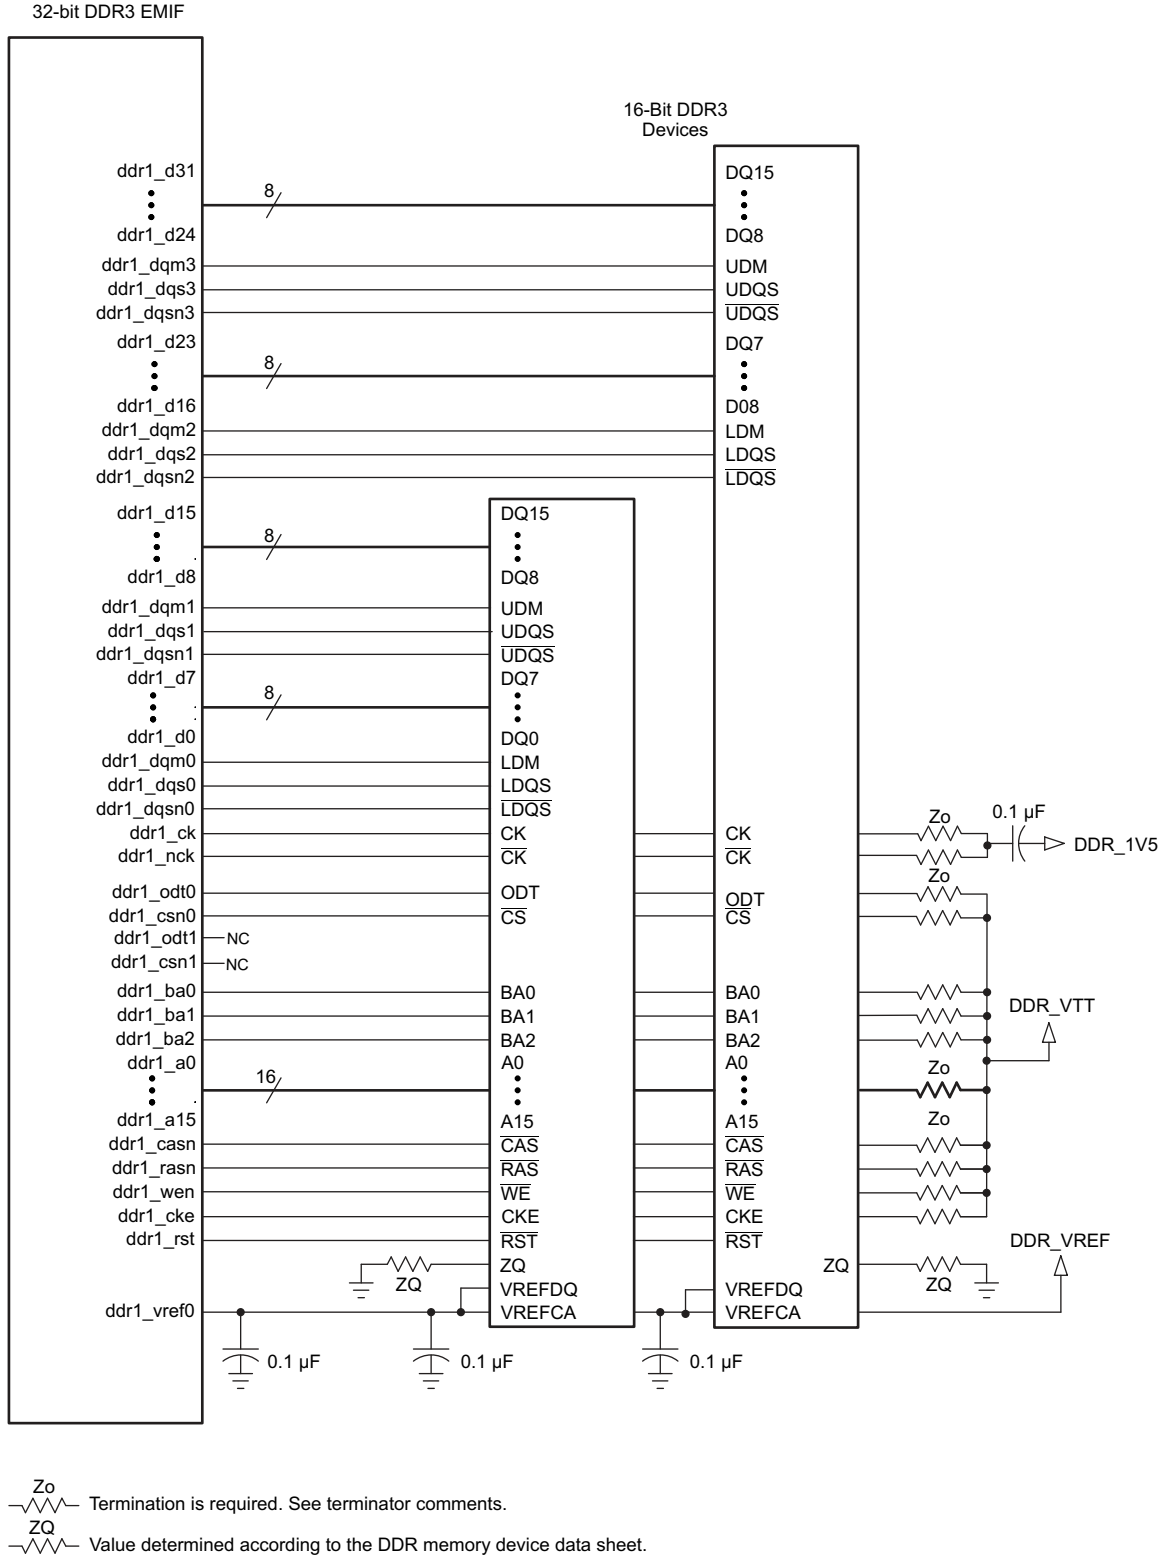 32-bit DDR3 EMIF
16-Bit DDR3
Devices
ddr1_d31
8
DQ15
ddr1_d24
DQ8
ddr1_dqm3
UDM
ddr1_dqs3
UDQS
ddr1_dqsn3
UDQS
ddr1_d23
8
DQ7
ddr1_d16
D08
ddr1_dqm2
LDM
ddr1_dqs2
LDQS
ddr1_dqsn2
LDQS
ddr1_d15
8
DQ15
ddr1_d8
DQ8
ddr1_dqm1
UDM
ddr1_dqs1
UDQS
ddr1_dqsn1
UDQS
ddr1_d7
8
DQ7
ddr1_d0
DQ0
ddr1_dqm0
LDM
ddr1_dqs0
LDQS
ddr1_dqsn0
LDQS
ddr1_ck
CK
CK
Zo
0.1 µF
DDR_1V5
ddr1_nck
CK
CK
Zo
ddr1_odt0
ODT
ODT
ddr1_csn0
CS
CS
ddr1_odt1
NC
ddr1_csn1
NC
ddr1_ba0
BA0
BA0
ddr1_ba1
BA1
BA1
DDR_VTT
ddr1_ba2
BA2
BA2
ddr1_a0
16
A0
A0
Zo
ddr1_a15
A15
A15
Zo
ddr1_casn
CAS
CAS
ddr1_rasn
RAS
RAS
ddr1_wen
WE
WE
ddr1_cke
CKE
CKE
ddr1_rst
RST
RST
DDR_VREF
ZQ
ZQ
ZQ
ZQ
VREFDQ
VREFDQ
ddr1_vref0
VREFCA
VREFCA
0.1 µF
0.1 µF
0.1 µF
Zo
Termination is required. See terminator comments.
ZQ
Value determined according to the DDR memory device data sheet.